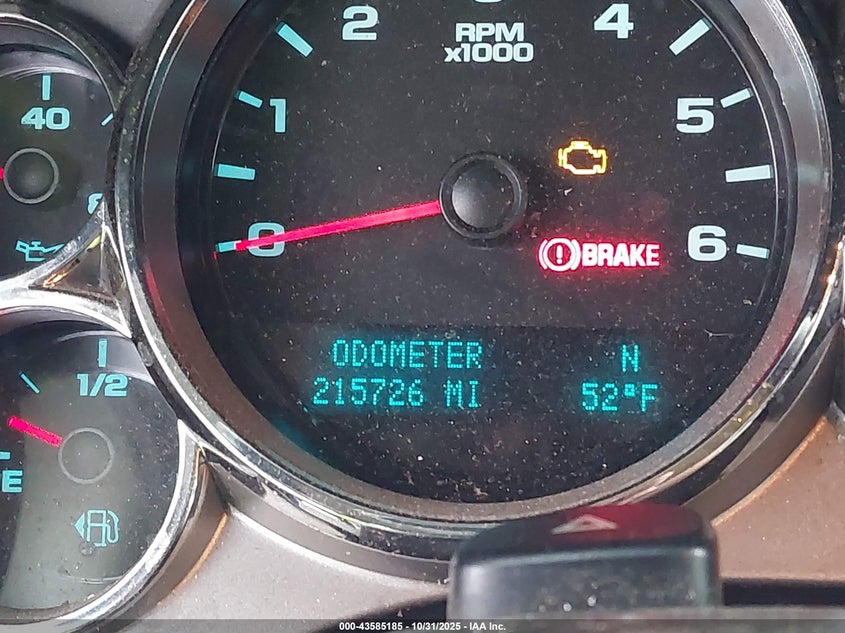 2
4
RPM
x1000
1
5
40
0
6
BRAKE
ODOMETER N
215726 MI 52°F
1/2
E
000-43585185 - 10/31/2025 - IAA Inc.